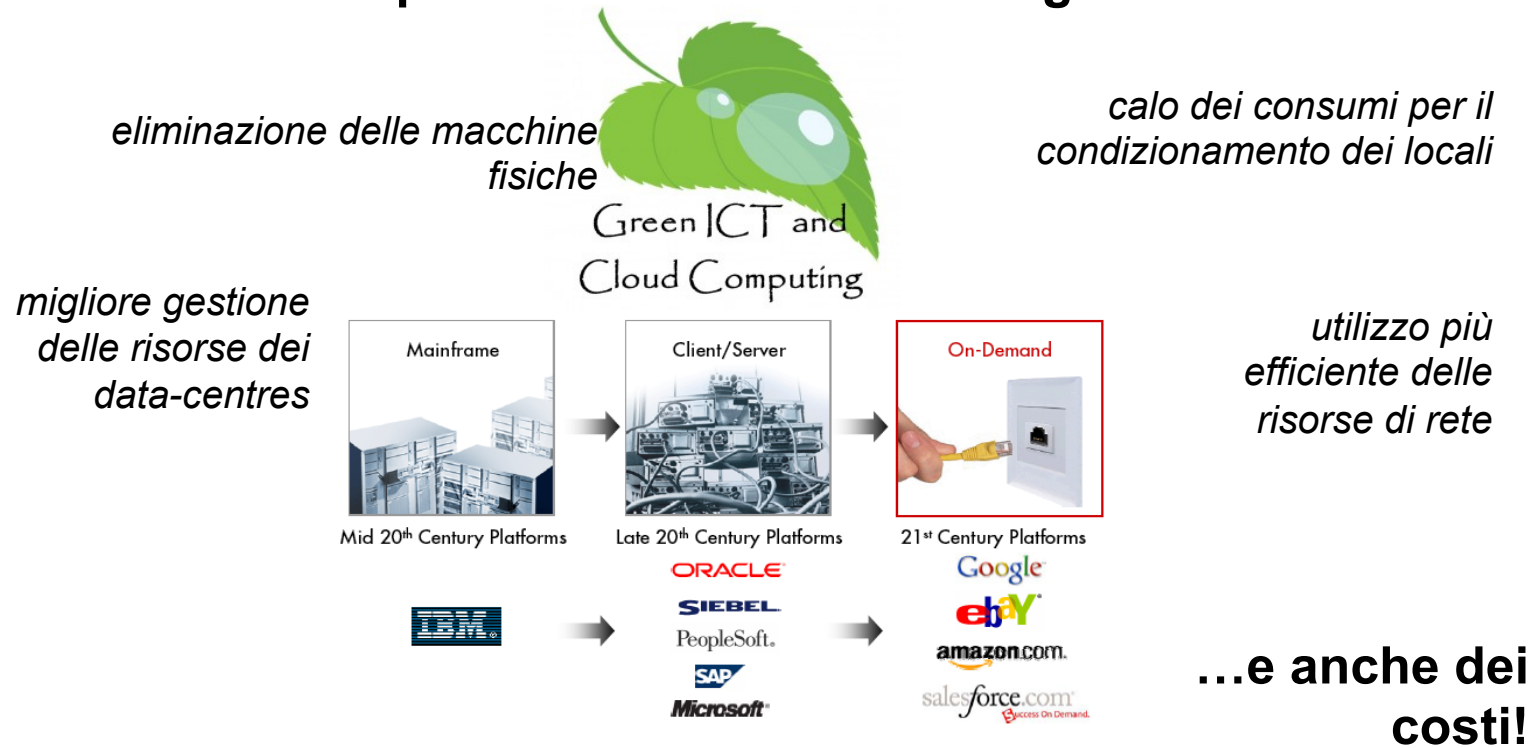 eliminazione delle macchine
fisiche
calo dei consumi per il
condizionamento dei locali
Green ICT and
Cloud Computing
migliore gestione
delle risorse dei
data-centres
utilizzo più
efficiente delle
risorse di rete
Mainframe
Client/Server
On-Demand
Mid 20th Century Platforms
Late 20th Century Platforms
21st Century Platforms
IBM®
ORACLE
SIEBEL.
PeopleSoft®
SAP
Microsoft®
Google
ebaY®
amazon.com.
salesforce.com
Success On Demand.
...e anche dei
costi!